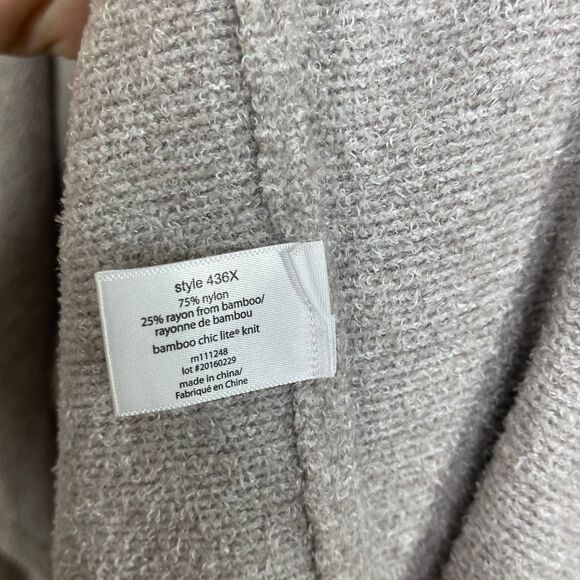 style 436X
75% nylon
25% rayon from bamboo/
rayonne de bambou
bamboo chic lite® knit
rn111248
lot #20160229
made in china/
Fabriqué en Chine